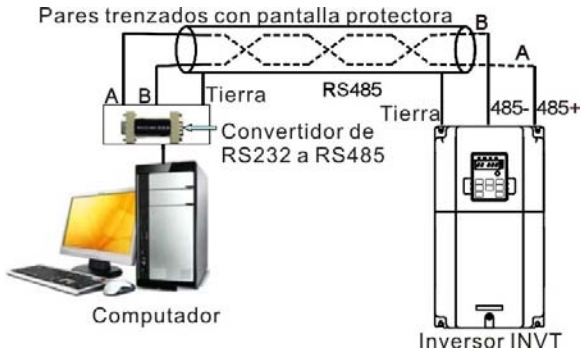 Pares trenzados con pantalla protectora
B
A
A B
Tierra
RS485
Tierra
485- 485+
Convertidor de
RS232 a RS485
Computador
Inversor INVT